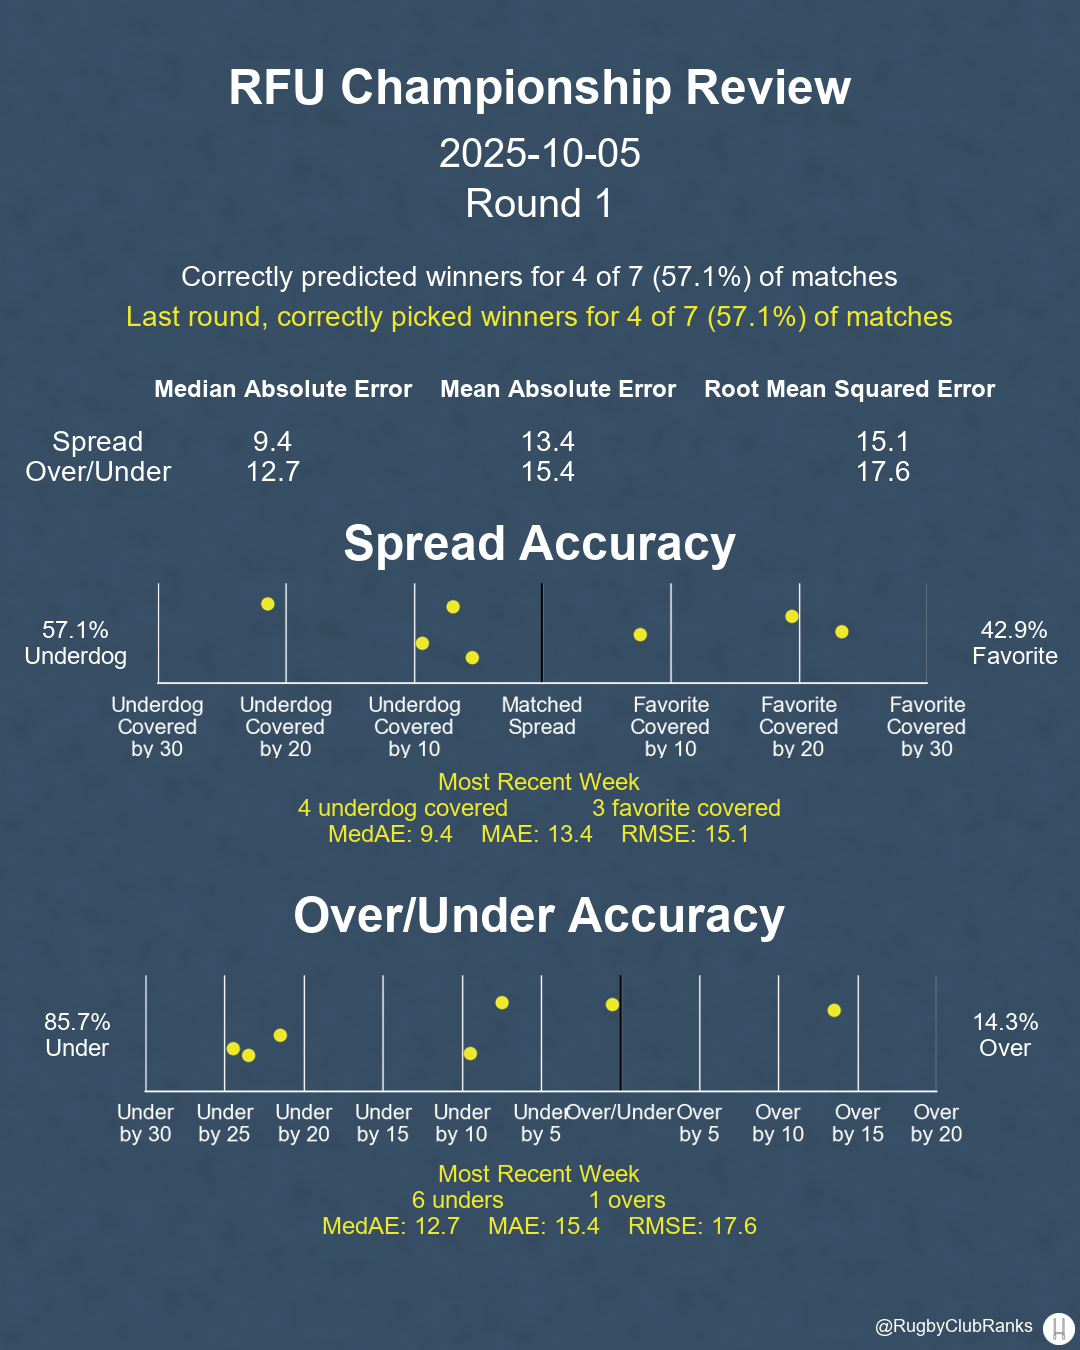 RFU Championship Review
2025-10-05
Round 1
Correctly predicted winners for 4 of 7 (57.1%) of matches
Last round, correctly picked winners for 4 of 7 (57.1%) of matches
Median Absolute Error Mean Absolute Error Root Mean Squared Error
Spread 9.4 13.4 15.1
Over/Under 12.7 15.4 17.6
Spread Accuracy
57.1%
Underdog
42.9%
Favorite
Underdog Underdog Underdog Matched Favorite Favorite Favorite
Covered Covered Covered Spread Covered Covered Covered
by 30 by 20 by 10 by 10 by 20 by 30
Most Recent Week
4 underdog covered 3 favorite covered
MedAE: 9.4 MAE: 13.4 RMSE: 15.1
Over/Under Accuracy
85.7%
Under
14.3%
Over
Under Under Under Under Under Under Over/Under Over Over Over Over
by 30 by 25 by 20 by 15 by 10 by 5 by 5 by 10 by 15 by 20
Most Recent Week
6 unders 1 overs
MedAE: 12.7 MAE: 15.4 RMSE: 17.6
@RugbyClubRanks